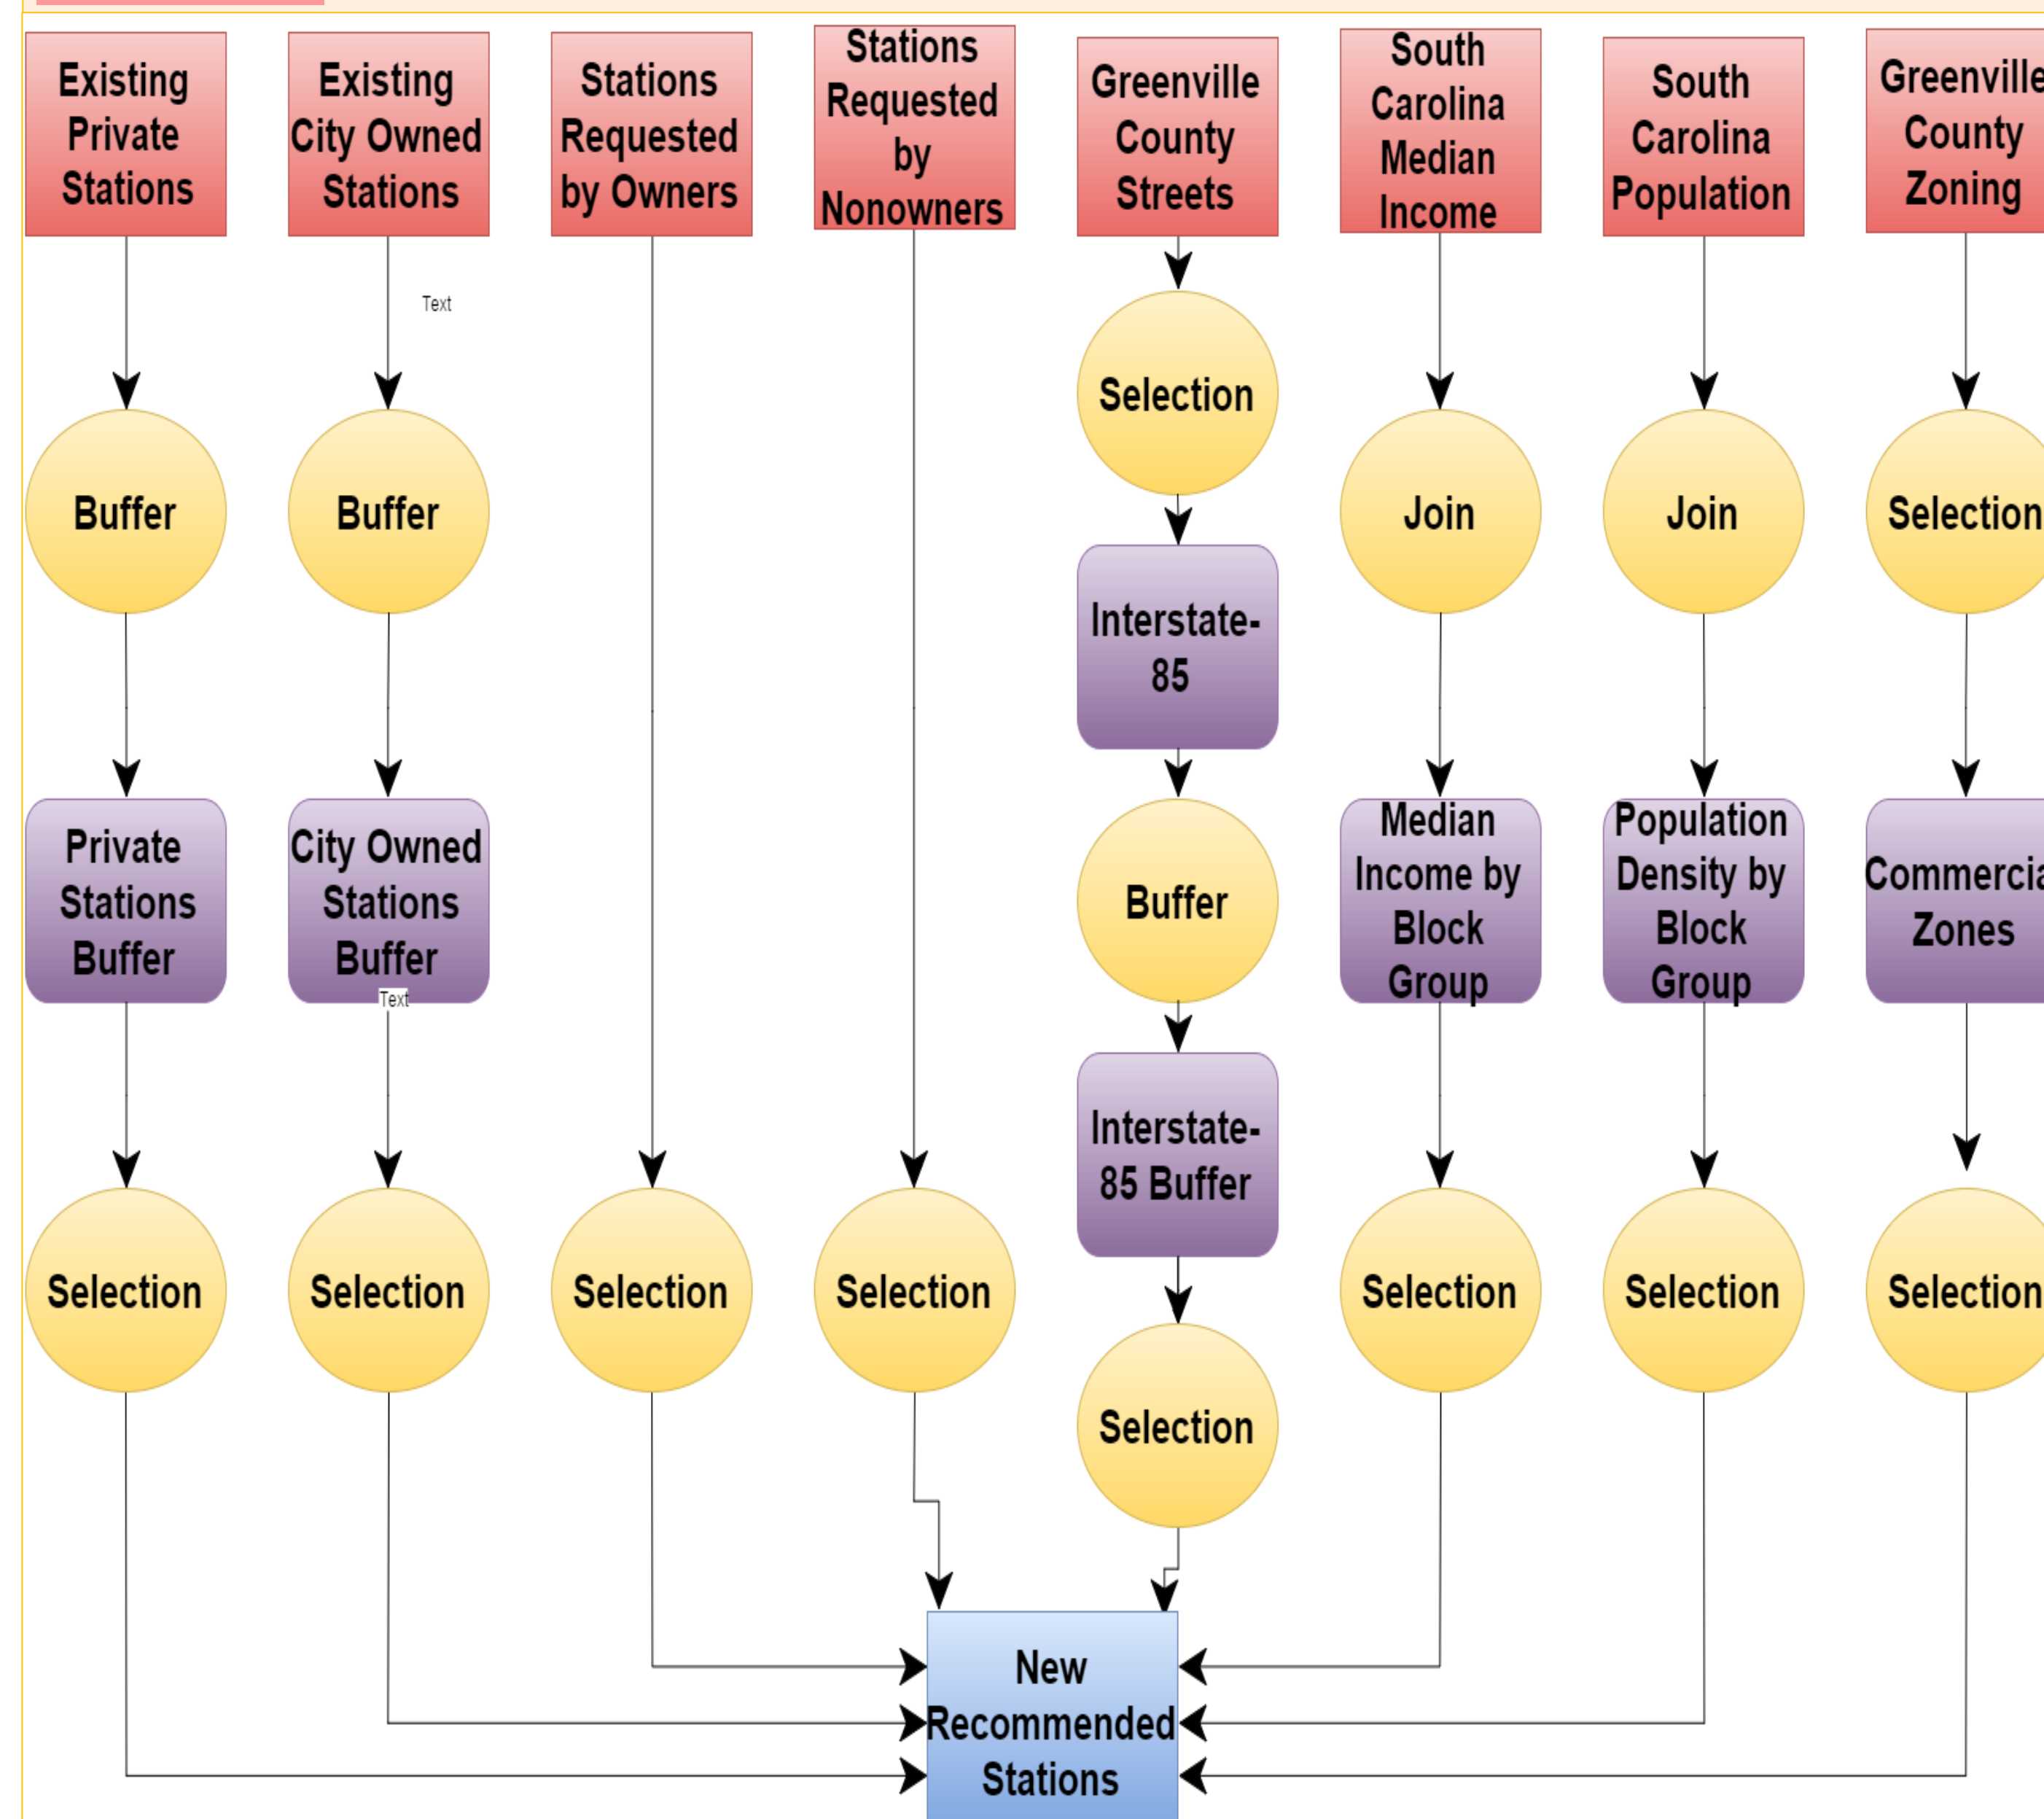 Existing
Private
Stations
Existing
City Owned
Stations
Stations
Requested
by Owners
Stations
Requested
by
Nonowners
Greenville
County
Streets
South
Carolina
Median
Income
South
Carolina
Population
Greenville
County
Zoning
Text
Selection
Buffer
Buffer
Join
Join
Selection
Interstate-
85
Private
Stations
Buffer
City Owned
Stations
Buffer
Text
Buffer
Median
Income by
Block
Group
Population
Density by
Block
Group
Commercia
Zones
Interstate-
85 Buffer
Selection
Selection
Selection
Selection
Selection
Selection
Selection
Selection
New
Recommended
Stations